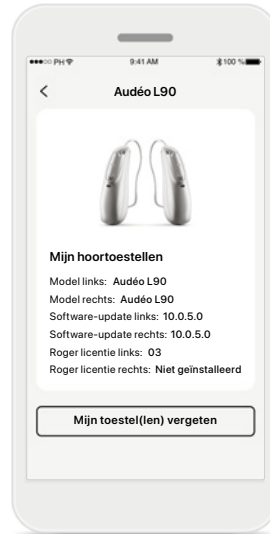 PH 9:41 AM 100 %
Audéo L90
Mijn hoortoestellen
Model links: Audéo L90
Model rechts: Audéo L90
Software-update links: 10.0.5.0
Software-update rechts: 10.0.5.0
Roger licentie links: 03
Roger licentie rechts: Niet geïnstalleerd
Mijn toestel(len) vergeten